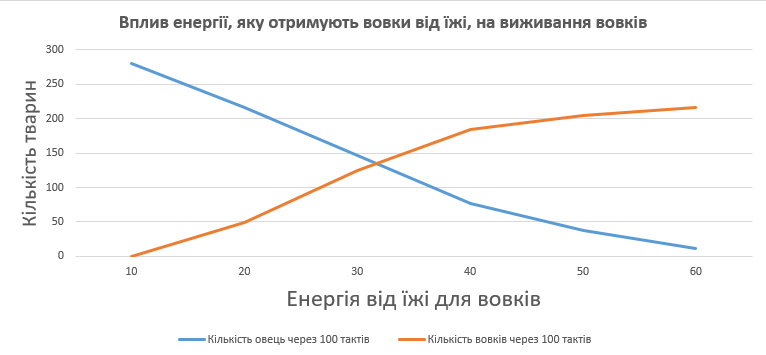 Вплив енергії, яку отримують вовки від їжі, на виживання вовків
Кількість тварин
300
250
200
150
100
50
0
10 20 30 40 50 60
Енергія від їжі для вовків
Кількість овець через 100 тактів Кількість вовків через 100 тактів